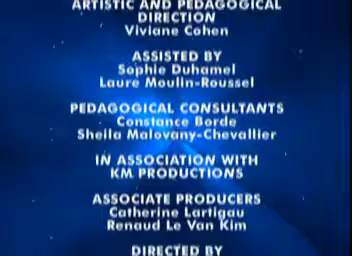 ARTISTIC AND PEDAGOGICAL
DIRECTION
Viviane Cohen
ASSISTED BY
Sophie Duhamel
Laure Moulin-Roussel
PEDAGOGICAL CONSULTANTS
Constance Borde
Sheila Malovany-Chevallier
IN ASSOCIATION WITH
KM PRODUCTIONS
ASSOCIATE PRODUCERS
Catherine Lartigau
Renaud Le Van Kim
DIRECTED BY